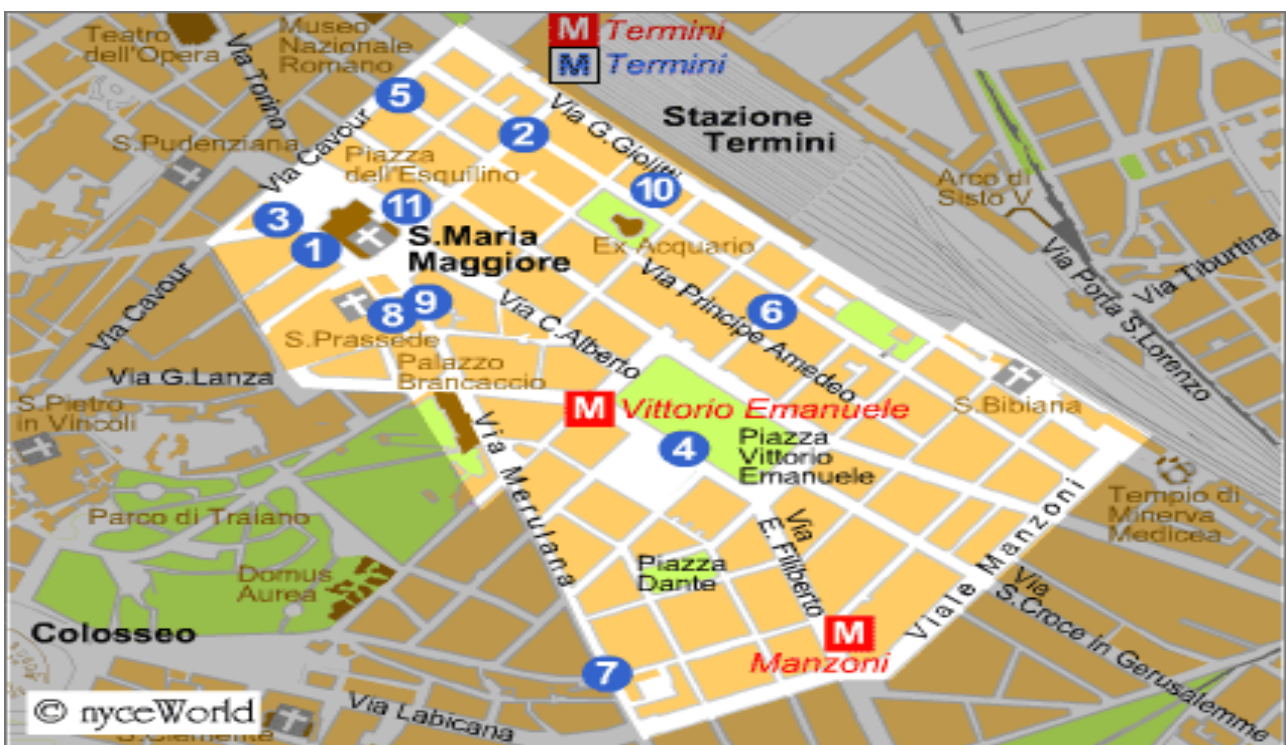 Teatro
dell'Opera
Via Torino
Museo
Nazionale
Romano
M Termini
M Termini
5
2
Via G.Giolitti
Stazione
Termini
S.Pudenziana
Via Cavour
Piazza
dell'Esquilino
10
Arco di
Sisto V
3
11
1
S.Maria
Maggiore
Ex Acquario
Via Tiburtina
Via Porta S.Lorenzo
Via Cavour
8
9
Via C.Alberto
Via Principe Amedeo
6
S.Prassede
Via G.Lanza
Palazzo
Brancaccio
S.Bibiana
S.Pietro
in Vincoli
M Vittorio Emanuele
4
Piazza
Vittorio
Emanuele
Via Merulana
Tempio di
Minerva
Medicea
Parco di Traiano
Via
E. Filiberto
Viale Manzoni
Domus
Aurea
Piazza
Dante
Via
S.Croce in Gerusalemme
Colosseo
M
Manzoni
7
© nyceWorld
Via Labicana
S.Clemente